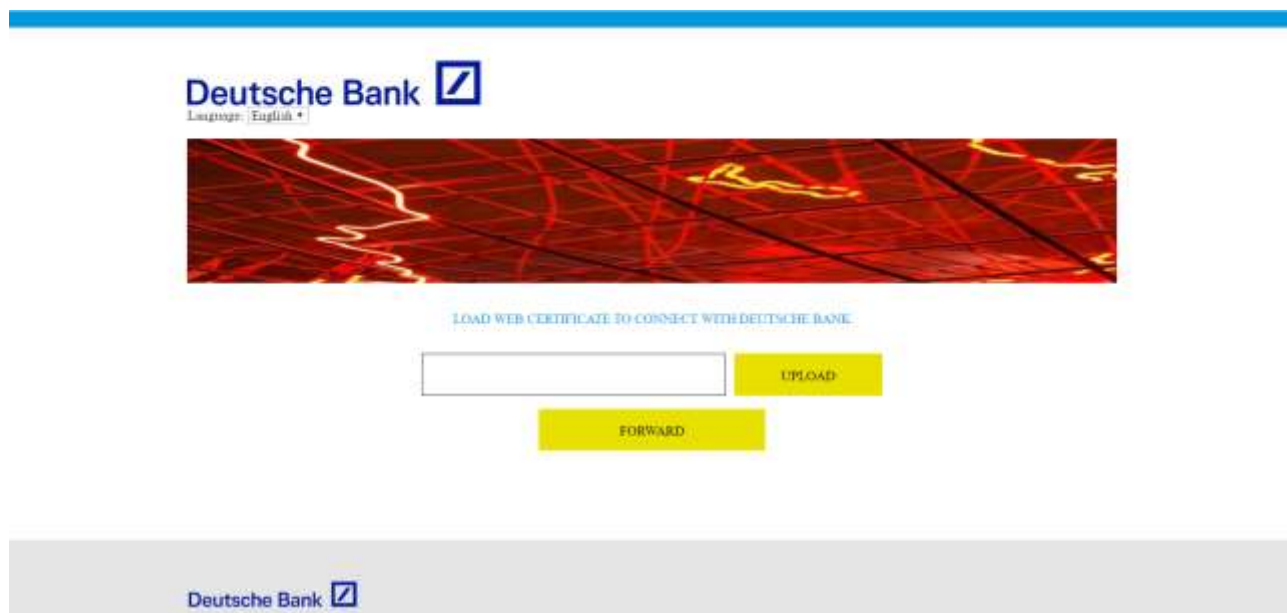 Deutsche Bank
Language: English
LOAD WEB CERTIFICATE TO CONNECT WITH DEUTSCHE BANK
UPLOAD
FORWARD
Deutsche Bank